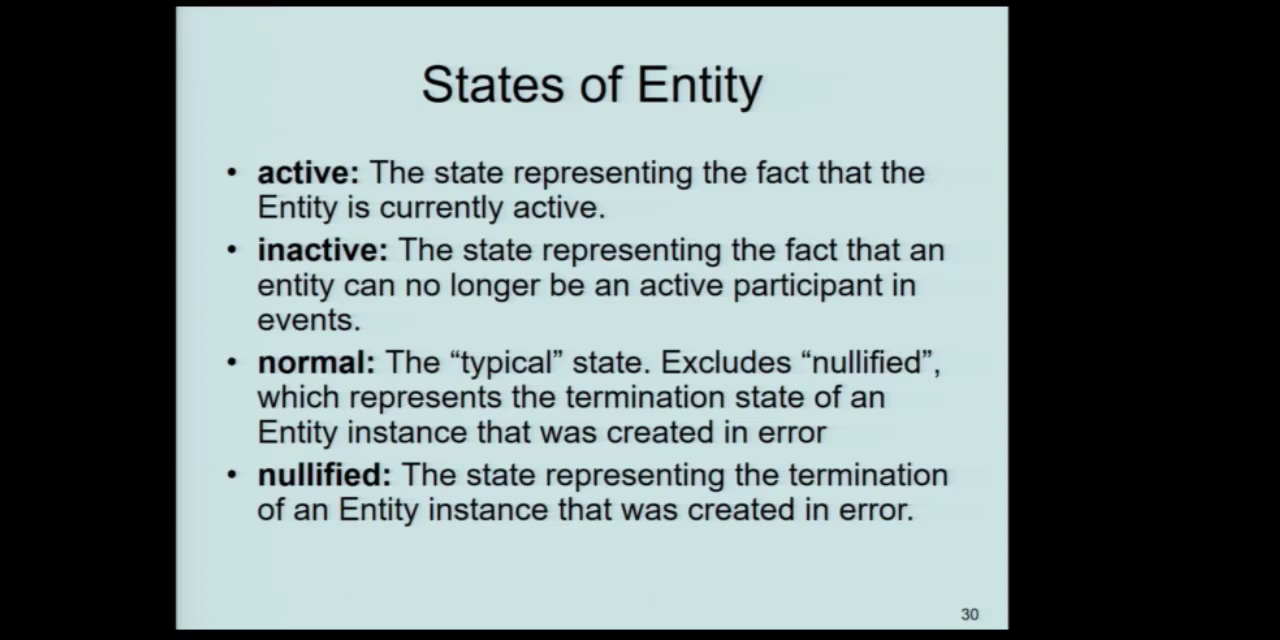 States of Entity
• active: The state representing the fact that the
Entity is currently active.
• inactive: The state representing the fact that an
entity can no longer be an active participant in
events.
• normal: The “typical” state. Excludes “nullified”,
which represents the termination state of an
Entity instance that was created in error
• nullified: The state representing the termination
of an Entity instance that was created in error.
30